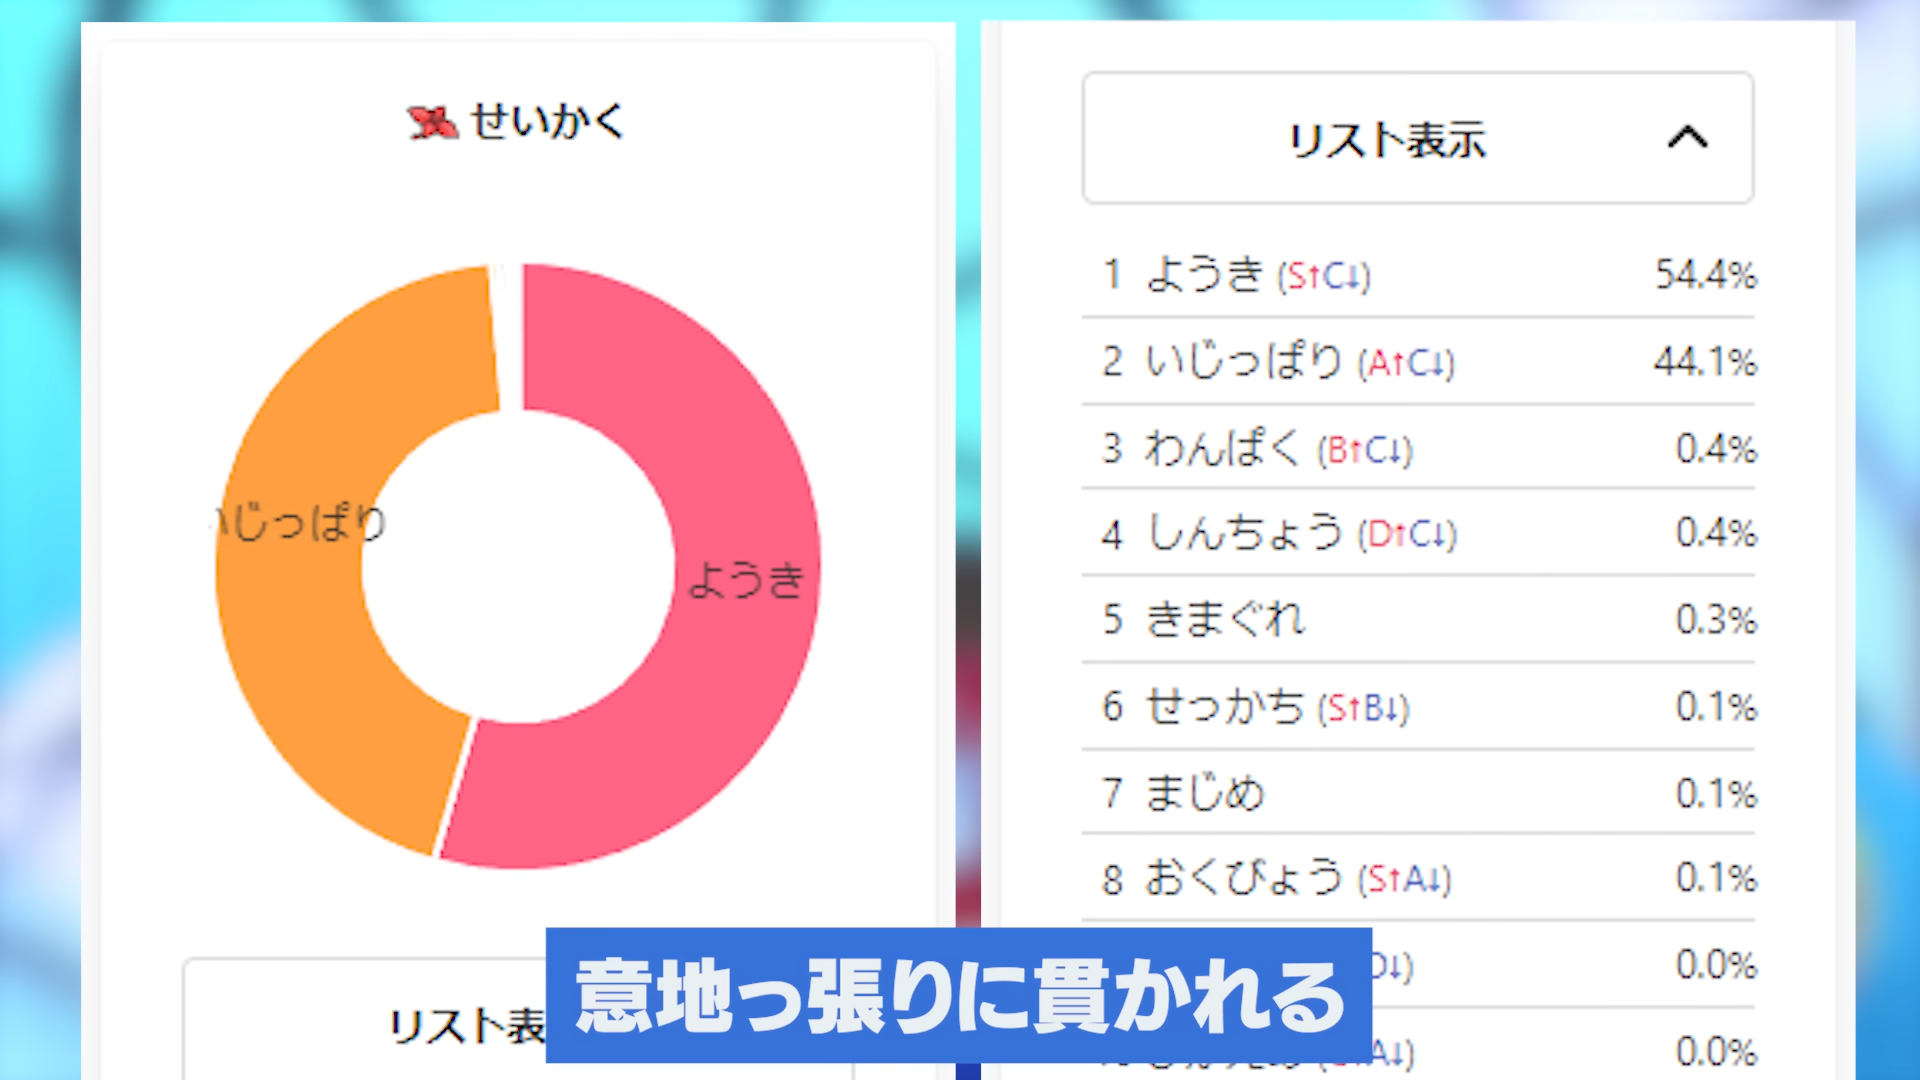 せいかく
いじっぱり
ようき
リスト表
リスト表示
1 ようき (S↑C↓) 54.4%
2 いじっぱり (A↑C↓) 44.1%
3 わんぱく (B↑C↓) 0.4%
4 しんちょう (D↑C↓) 0.4%
5 きまぐれ 0.3%
6 せっかち (S↑B↓) 0.1%
7 まじめ 0.1%
8 おくびょう (S↑A↓) 0.1%
D↓) 0.0%
A↓) 0.0%
意地っ張りに貫かれる